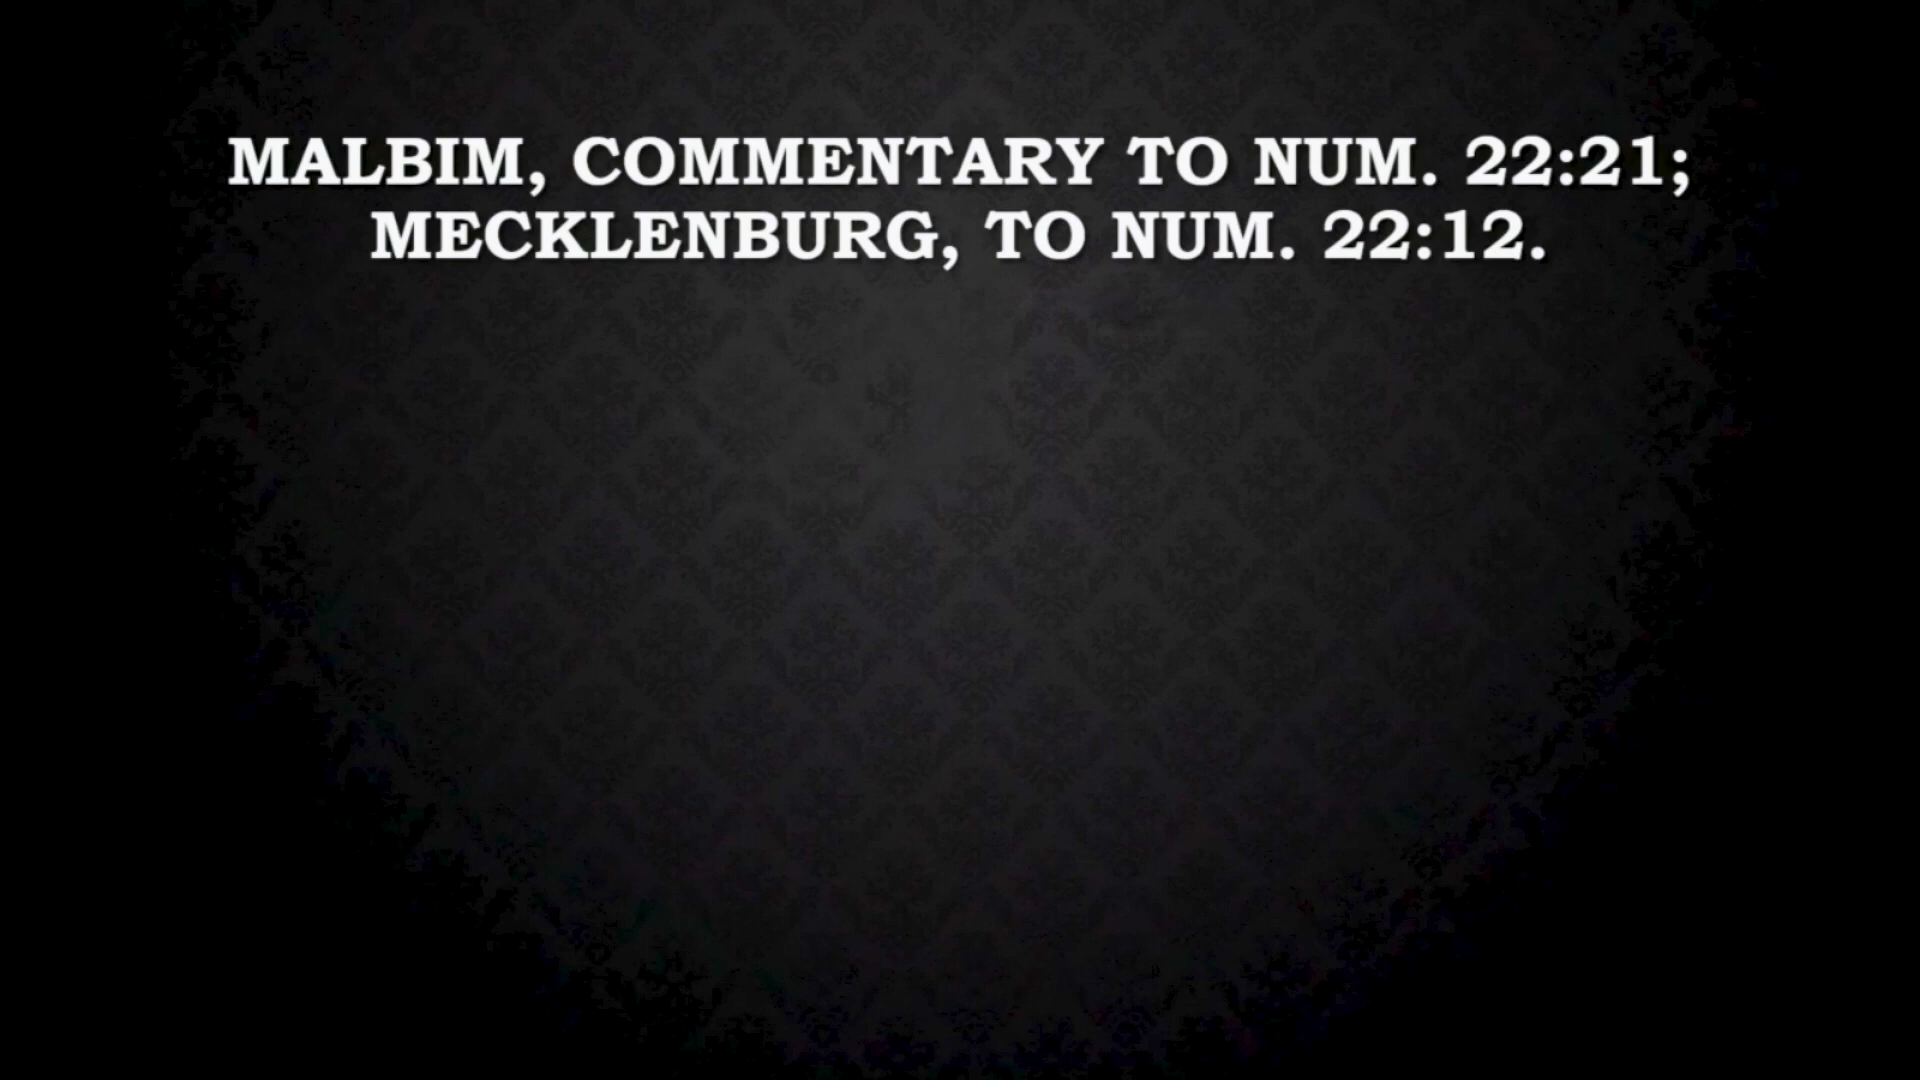 MALBIM, COMMENTARY TO NUM. 22:21;
MECKLENBURG, TO NUM. 22:12.